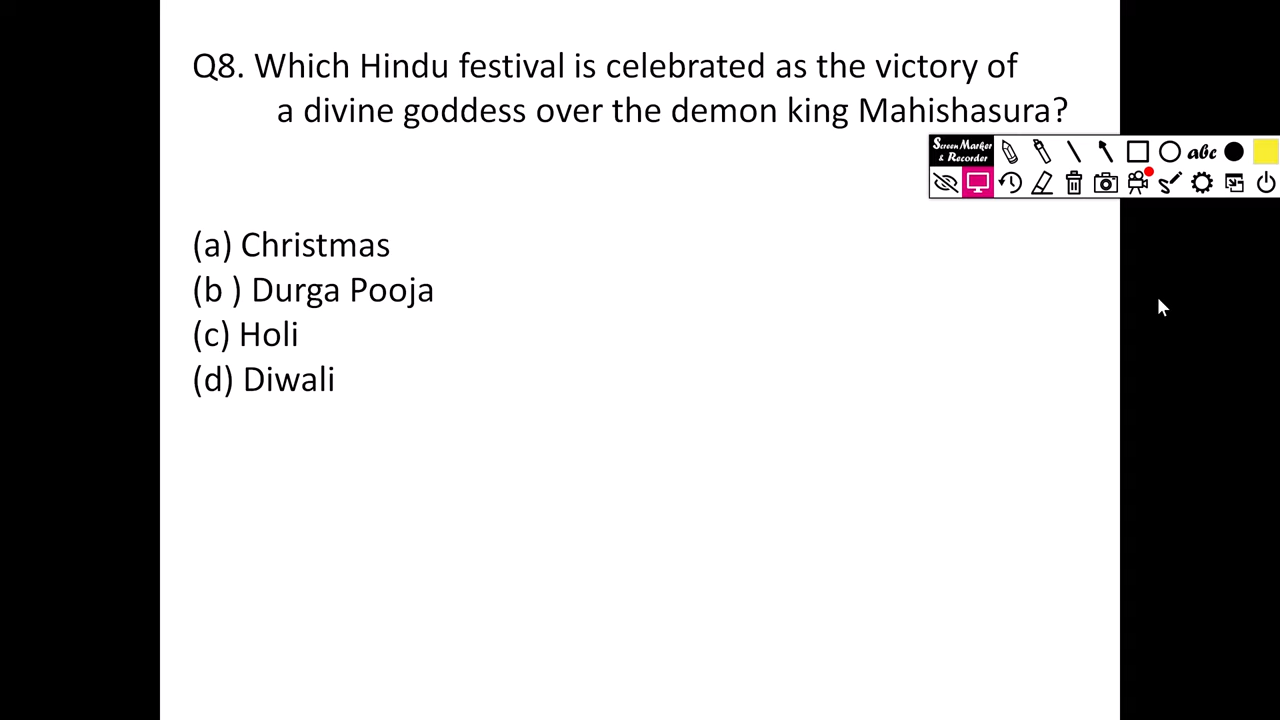 Q8. Which Hindu festival is celebrated as the victory of
a divine goddess over the demon king Mahishasura?
Screen Marker
& Recorder
abc
(a) Christmas
(b ) Durga Pooja
(c) Holi
(d) Diwali